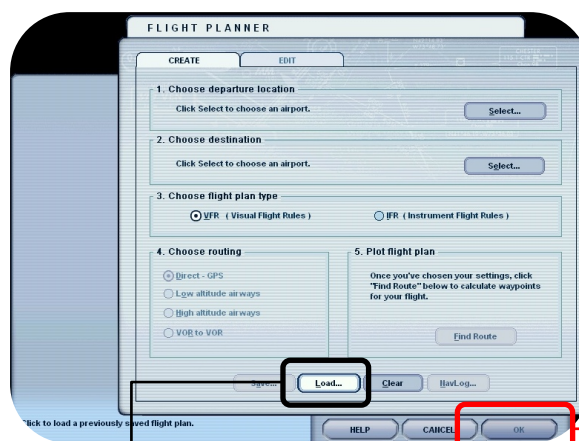 FLIGHT PLANNER
CREATE EDIT
1. Choose departure location
Click Select to choose an airport.
Select...
2. Choose destination
Click Select to choose an airport.
Select...
3. Choose flight plan type
VFR ( Visual Flight Rules ) IFR ( Instrument Flight Rules )
4. Choose routing
Direct - GPS
Low altitude airways
High altitude airways
VOR to VOR
5. Plot flight plan
Once you've chosen your settings, click
"Find Route" below to calculate waypoints
for your flight.
Find Route
Save... Load... Clear NavLog...
Click to load a previously saved flight plan.
HELP CANCEL OK